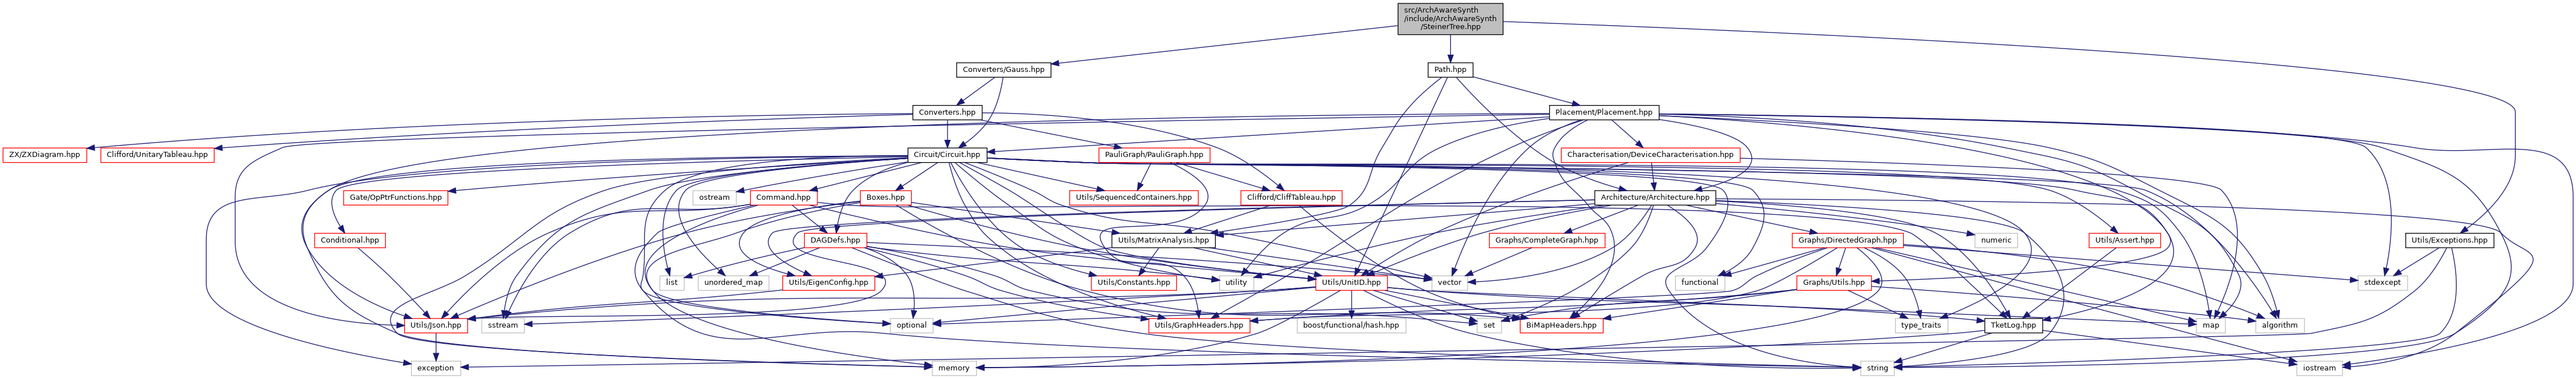 src/ArchAwareSynth
/include/ArchAwareSynth
/SteinerTree.hpp
Converters/Gauss.hpp
Path.hpp
Converters.hpp
Placement/Placement.hpp
ZX/ZXDiagram.hpp
Clifford/UnitaryTableau.hpp
Circuit/Circuit.hpp
PauliGraph/PauliGraph.hpp
Characterisation/DeviceCharacterisation.hpp
Gate/OpPtrFunctions.hpp
ostream
Command.hpp
Boxes.hpp
Utils/SequencedContainers.hpp
Clifford/CliffTableau.hpp
Architecture/Architecture.hpp
Conditional.hpp
DAGDefs.hpp
Utils/MatrixAnalysis.hpp
Graphs/CompleteGraph.hpp
Graphs/DirectedGraph.hpp
numeric
Utils/Assert.hpp
Utils/Exceptions.hpp
list
unordered_map
Utils/EigenConfig.hpp
Utils/Constants.hpp
utility
Utils/UnitID.hpp
vector
functional
Graphs/Utils.hpp
stdexcept
Utils/Json.hpp
sstream
optional
Utils/GraphHeaders.hpp
boost/functional/hash.hpp
set
BiMapHeaders.hpp
type_traits
TketLog.hpp
map
algorithm
exception
memory
string
iostream